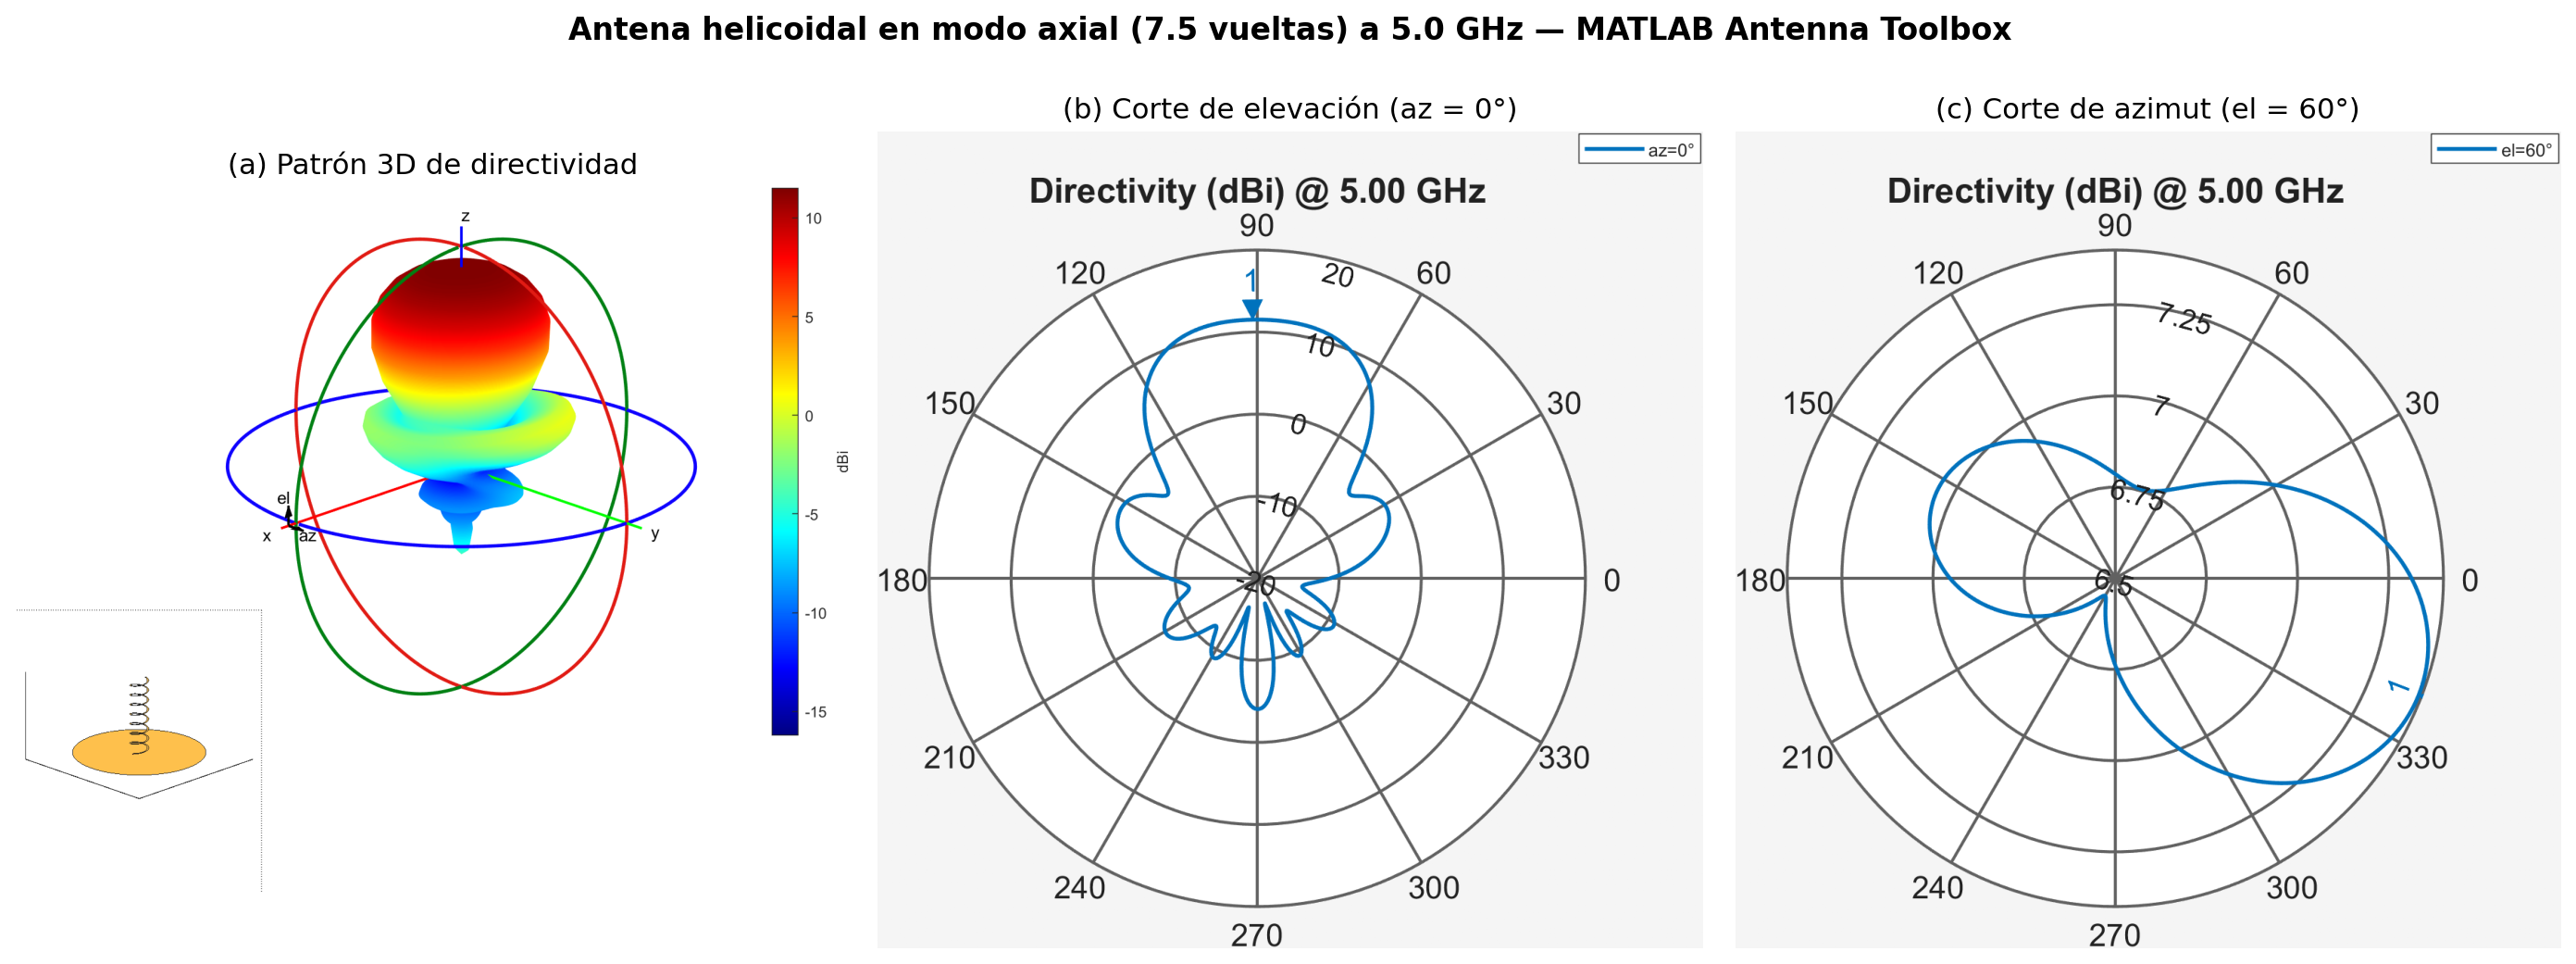 Antena helicoidal en modo axial (7.5 vueltas) a 5.0 GHz — MATLAB Antenna Toolbox
(a) Patrón 3D de directividad
z
x
y
el
az
10
5
0
-5
-10
-15
dBi
(b) Corte de elevación (az = 0°)
az=0°
Directivity (dBi) @ 5.00 GHz
90
120
60
150
30
180
0
210
330
240
300
270
20
10
0
-10
-20
1
(c) Corte de azimut (el = 60°)
el=60°
Directivity (dBi) @ 5.00 GHz
90
120
60
150
30
180
0
210
330
240
300
270
7.25
7
6.75
6.5
1